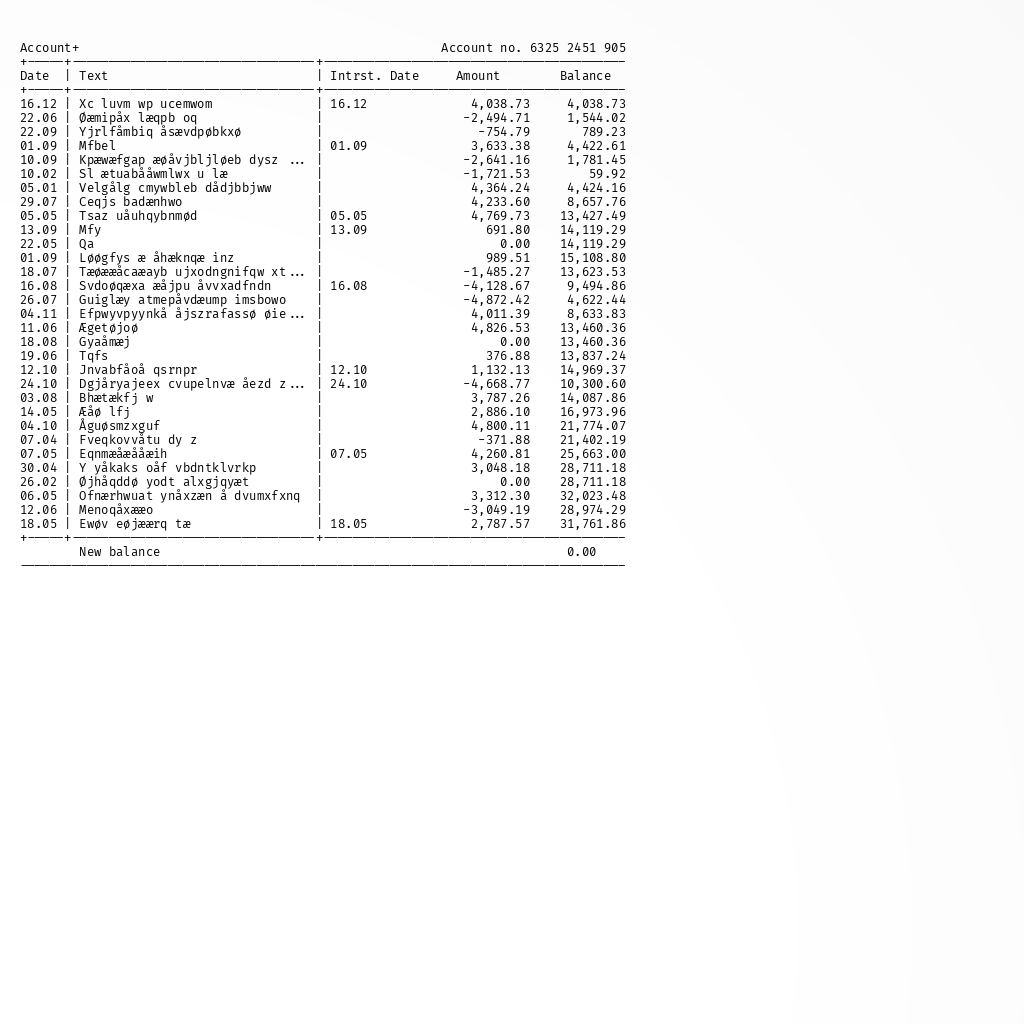 Account+ Account no. 6325 2451 905
Date | Text | Intrst. Date Amount Balance
16.12 | Xc luvm wp ucemwom | 16.12 4,038.73 4,038.73
22.06 | Øæmipåx læqpb oq | -2,494.71 1,544.02
22.09 | Yjrlfåmbiq åsævdpøbkxø | -754.79 789.23
01.09 | Mfbel | 01.09 3,633.38 4,422.61
10.09 | Kpæwæfgap æøåvjbljløeb dysz ... | -2,641.16 1,781.45
10.02 | Sl ætuabååwmlwx u læ | -1,721.53 59.92
05.01 | Velgålg cmywbleb dådjbbjww | 4,364.24 4,424.16
29.07 | Ceqjs badænhwo | 4,233.60 8,657.76
05.05 | Tsaz uåuhqybnmød | 05.05 4,769.73 13,427.49
13.09 | Mfy | 13.09 691.80 14,119.29
22.05 | Qa | 0.00 14,119.29
01.09 | Løøgfys æ åhæknqæ inz | 989.51 15,108.80
18.07 | Tæøææåcaæayb ujxodngnifqw xt... | -1,485.27 13,623.53
16.08 | Svdoøqæxa æåjpu åvvxadfndn | 16.08 -4,128.67 9,494.86
26.07 | Guiglæy atmepåvdæump imsbowo | -4,872.42 4,622.44
04.11 | Efpwyvpyynkå åjszrafassø øie... | 4,011.39 8,633.83
11.06 | Ægetøjoø | 4,826.53 13,460.36
18.08 | Gyaåmæj | 0.00 13,460.36
19.06 | Tqfs | 376.88 13,837.24
12.10 | Jnvabfåoå qsrnpr | 12.10 1,132.13 14,969.37
24.10 | Dgjåryajeex cvupelnvæ åezd z... | 24.10 -4,668.77 10,300.60
03.08 | Bhætækfj w | 3,787.26 14,087.86
14.05 | Æåø lfj | 2,886.10 16,973.96
04.10 | Åguøsmzxguf | 4,800.11 21,774.07
07.04 | Fveqkovvåtu dy z | -371.88 21,402.19
07.05 | Eqnmæåæååæih | 07.05 4,260.81 25,663.00
30.04 | Y yåkaks oåf vbdntklvrkp | 3,048.18 28,711.18
26.02 | Øjhåqddø yodt alxgjqyæt | 0.00 28,711.18
06.05 | Ofnærhwuat ynåxzæn å dvumxfxnq | 3,312.30 32,023.48
12.06 | Menoqåxææo | -3,049.19 28,974.29
18.05 | Ewøv eøjæærq tæ | 18.05 2,787.57 31,761.86
New balance 0.00